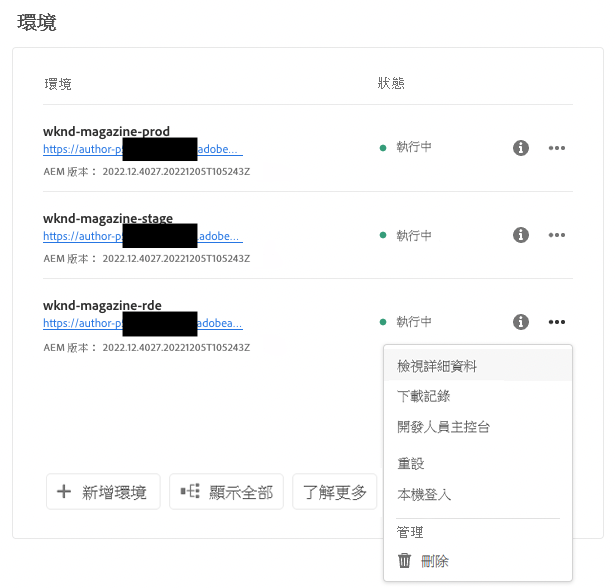 環境
環境 狀態
wknd-magazine-prod
https://author-p adobe...
執行中
AEM 版本： 2022.12.4027.20221205T105243Z
wknd-magazine-stage
https://author-p .adobe...
執行中
AEM 版本： 2022.12.4027.20221205T105243Z
wknd-magazine-rde
https://author-p .adobea...
執行中
AEM 版本： 2022.12.4027.20221205T105243Z
檢視詳細資料
下載記錄
開發人員主控台
重設
本機登入
管理
刪除
新增環境 顯示全部 了解更多